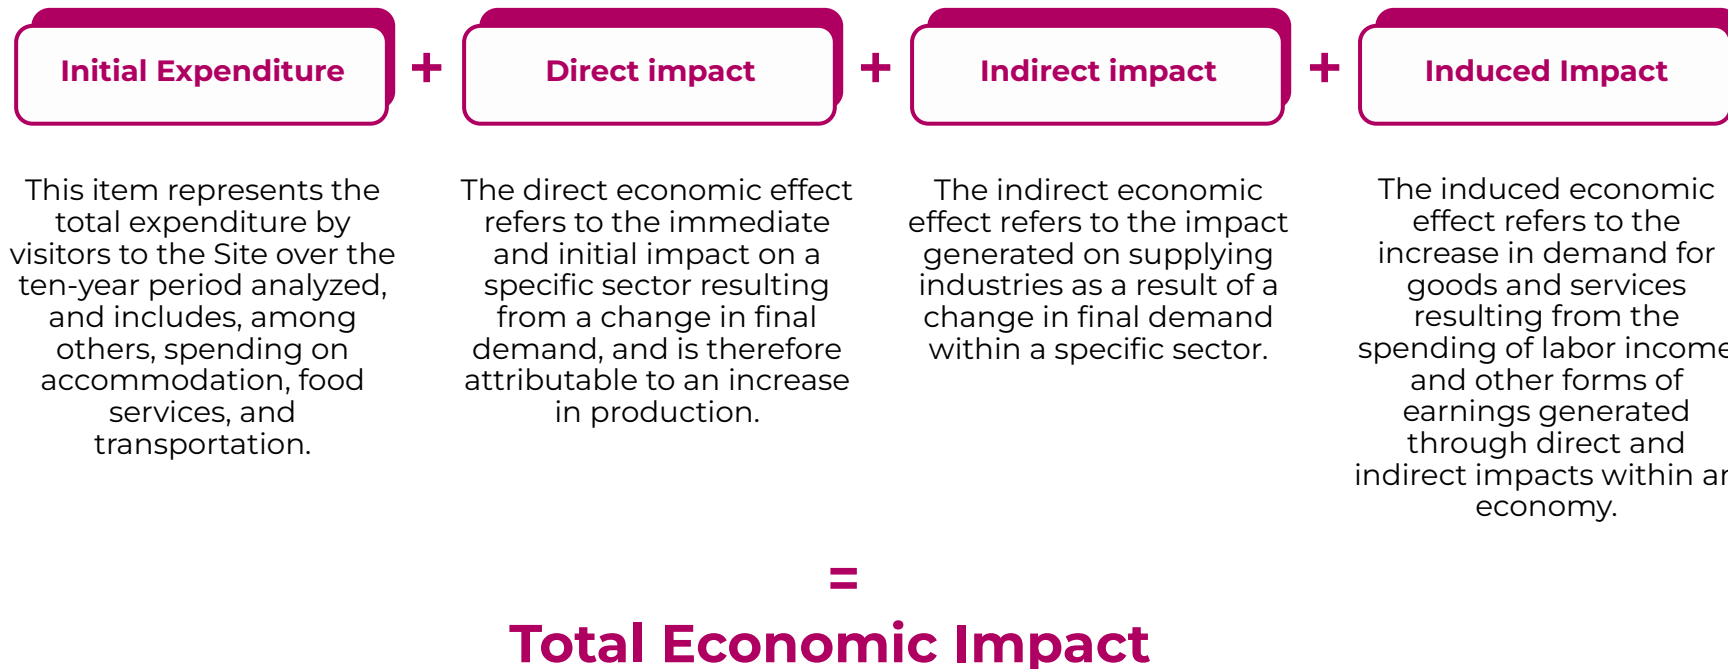 Initial Expenditure
+
Direct impact
+
Indirect impact
+
Induced Impact
This item represents the
total expenditure by
visitors to the Site over the
ten-year period analyzed,
and includes, among
others, spending on
accommodation, food
services, and
transportation.
The direct economic effect
refers to the immediate
and initial impact on a
specific sector resulting
from a change in final
demand, and is therefore
attributable to an increase
in production.
The indirect economic
effect refers to the impact
generated on supplying
industries as a result of a
change in final demand
within a specific sector.
The induced economic
effect refers to the
increase in demand for
goods and services
resulting from the
spending of labor income
and other forms of
earnings generated
through direct and
indirect impacts within an
economy.
=
Total Economic Impact